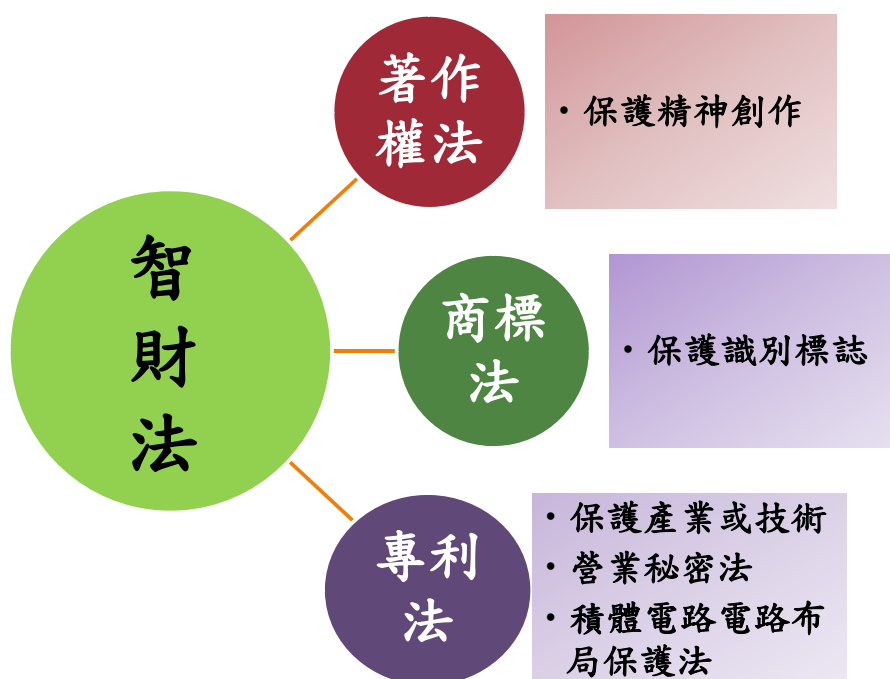 著作
權法
・保護精神創作
智
財
法
商標
法
・保護識別標誌
專利
法
・保護產業或技術
・營業秘密法
・積體電路電路布
局保護法